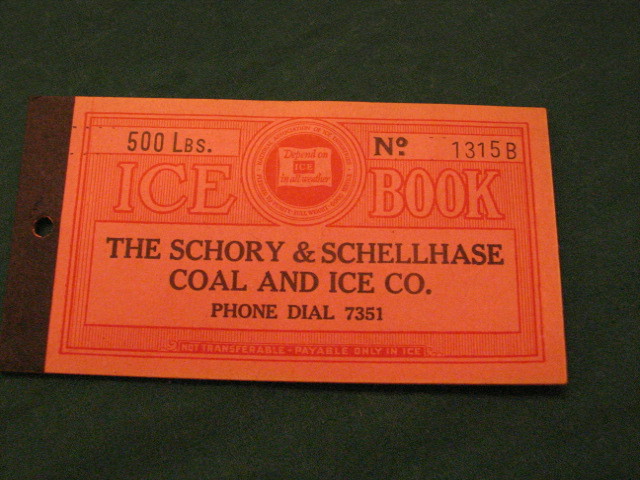 500 LBS.
Nº 1315 B
Depend on
ICE
in all weather
ICE BOOK
THE SCHORY & SCHELLHASE
COAL AND ICE CO.
PHONE DIAL 7351
NOT TRANSFERABLE - PAYABLE ONLY IN ICE